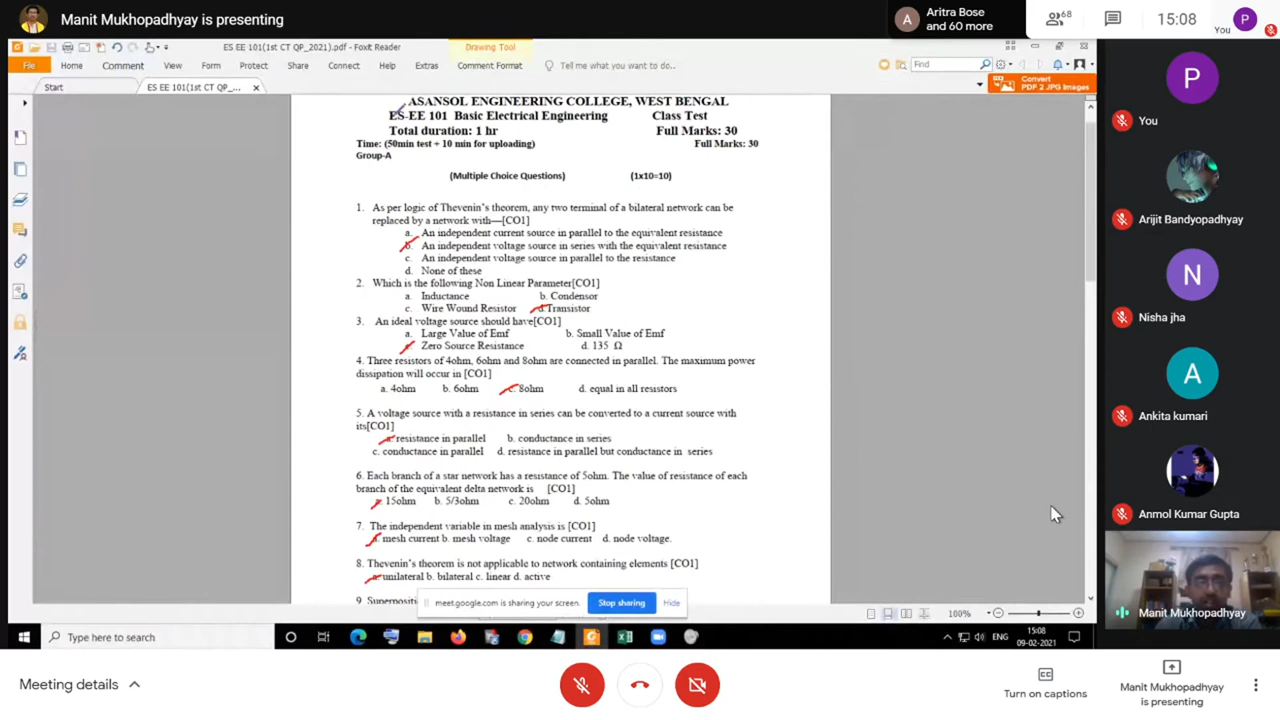 Manit Mukhopadhyay is presenting
A
Aritra Bose
and 60 more
68
15:08
You
P
ES EE 101(1st CT QP_2021).pdf - Foxit Reader
Drawing Tool
File
Home
Comment
View
Form
Protect
Share
Connect
Help
Extras
Comment Format
Tell me what you want to do..
Find
Start
ES EE 101(1st CT QP_...
Convert
PDF 2 JPG Images
ASANSOL ENGINEERING COLLEGE, WEST BENGAL
ES-EE 101 Basic Electrical Engineering Class Test
Total duration: 1 hr Full Marks: 30
Time: (50min test + 10 min for uploading) Full Marks: 30
Group-A
(Multiple Choice Questions) (1x10=10)
1. As per logic of Thevenin's theorem, any two terminal of a bilateral network can be
replaced by a network with—[CO1]
a. An independent current source in parallel to the equivalent resistance
b. An independent voltage source in series with the equivalent resistance
c. An independent voltage source in parallel to the resistance
d. None of these
2. Which is the following Non Linear Parameter[CO1]
a. Inductance b. Condensor
c. Wire Wound Resistor d.Transistor
3. An ideal voltage source should have[CO1]
a. Large Value of Emf b. Small Value of Emf
Zero Source Resistance d. 135 Ω
4. Three resistors of 4ohm, 6ohm and 8ohm are connected in parallel. The maximum power
dissipation will occur in [CO1]
a. 4ohm b. 6ohm c. 8ohm d. equal in all resistors
5. A voltage source with a resistance in series can be converted to a current source with
its[CO1]
a. resistance in parallel b. conductance in series
c. conductance in parallel d. resistance in parallel but conductance in series
6. Each branch of a star network has a resistance of 5ohm. The value of resistance of each
branch of the equivalent delta network is [CO1]
15ohm b. 5/3ohm c. 20ohm d. 5ohm
7. The independent variable in mesh analysis is [CO1]
a. mesh current b. mesh voltage c. node current d. node voltage.
8. Thevenin's theorem is not applicable to network containing elements [CO1]
a. unilateral b. bilateral c. linear d. active
meet.google.com is sharing your screen.
Stop sharing
Hide
100%
Type here to search
ENG
15:08
09-02-2021
P
You
Arijit Bandyopadhyay
N
Nisha jha
A
Ankita kumari
Anmol Kumar Gupta
Manit Mukhopadhyay
Meeting details
Turn on captions
Manit Mukhopadhyay
is presenting